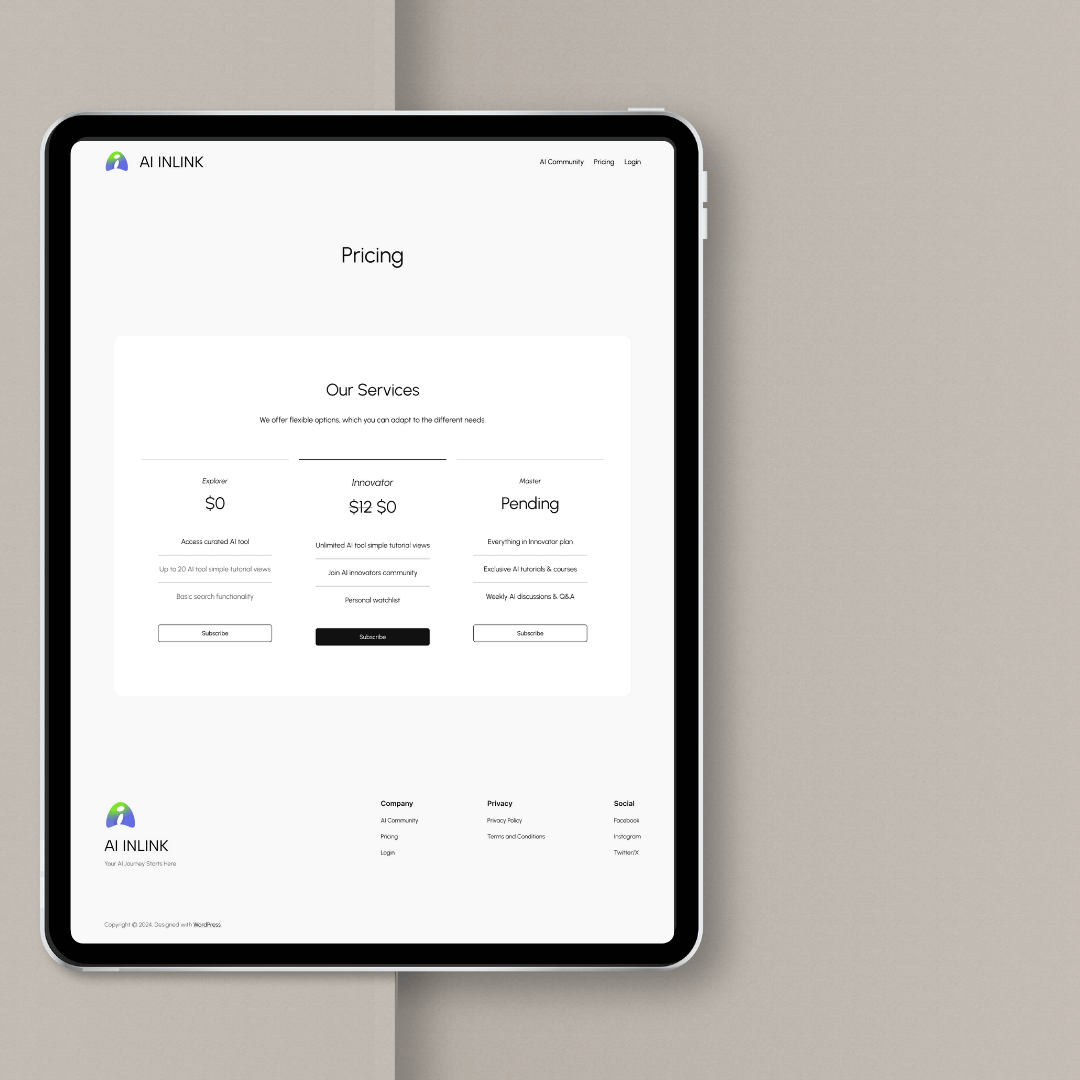 AI INLINK
AI Community Pricing Login
Pricing
Our Services
We offer flexible options, which you can adapt to the different needs.
Explorer
$0
Access curated AI tool
Up to 20 AI tool simple tutorial views
Basic search functionality
Subscribe
Innovator
$12 $0
Unlimited AI tool simple tutorial views
Join AI innovators community
Personal watchlist
Subscribe
Master
Pending
Everything in Innovator plan
Exclusive AI tutorials & courses
Weekly AI discussions & Q&A
Subscribe
AI INLINK
Your AI Journey Starts Here
Company
AI Community
Pricing
Login
Privacy
Privacy Policy
Terms and Conditions
Social
Facebook
Instagram
Twitter/X
Copyright © 2024. Designed with WordPress